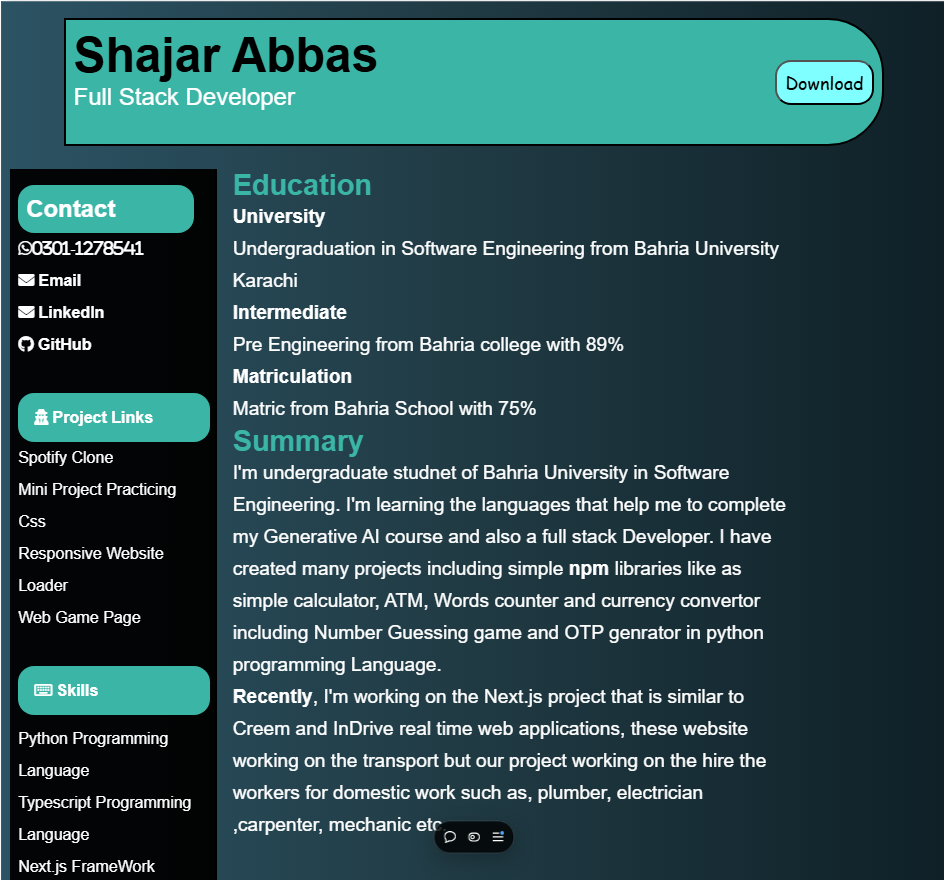 Shajar Abbas
Full Stack Developer
Download
Contact
0301-1278541
Email
LinkedIn
GitHub
Project Links
Spotify Clone
Mini Project Practicing
Css
Responsive Website
Loader
Web Game Page
Skills
Python Programming
Language
Typescript Programming
Language
Next.js FrameWork
Education
University
Undergraduation in Software Engineering from Bahria University
Karachi
Intermediate
Pre Engineering from Bahria college with 89%
Matriculation
Matric from Bahria School with 75%
Summary
I'm undergraduate studnet of Bahria University in Software
Engineering. I'm learning the languages that help me to complete
my Generative AI course and also a full stack Developer. I have
created many projects including simple npm libraries like as
simple calculator, ATM, Words counter and currency convertor
including Number Guessing game and OTP genrator in python
programming Language.
Recently, I'm working on the Next.js project that is similar to
Creem and InDrive real time web applications, these website
working on the transport but our project working on the hire the
workers for domestic work such as, plumber, electrician
,carpenter, mechanic etc